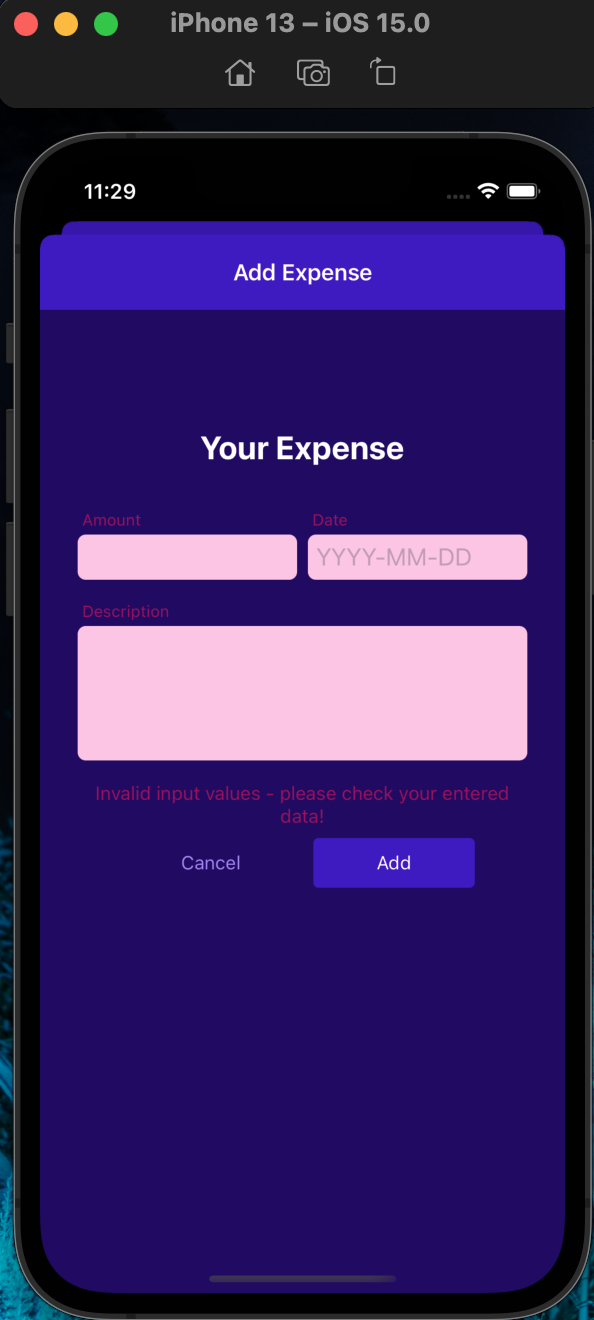 iPhone 13 – iOS 15.0
11:29
Add Expense
Your Expense
Amount
Date
YYYY-MM-DD
Description
Invalid input values - please check your entered
data!
Cancel
Add